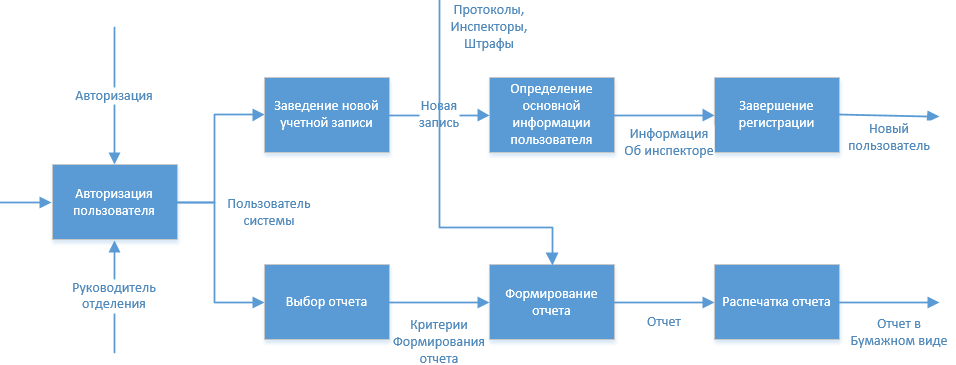 Протоколы,
Инспекторы,
Штрафы
Авторизация
Заведение новой
учетной записи
Новая
запись
Определение
основной
информации
пользователя
Информация
Об инспекторе
Завершение
регистрации
Новый
пользователь
Авторизация
пользователя
Пользователь
системы
Руководитель
отделения
Выбор отчета
Критерии
Формирования
отчета
Формирование
отчета
Отчет
Распечатка отчета
Отчет в
Бумажном виде